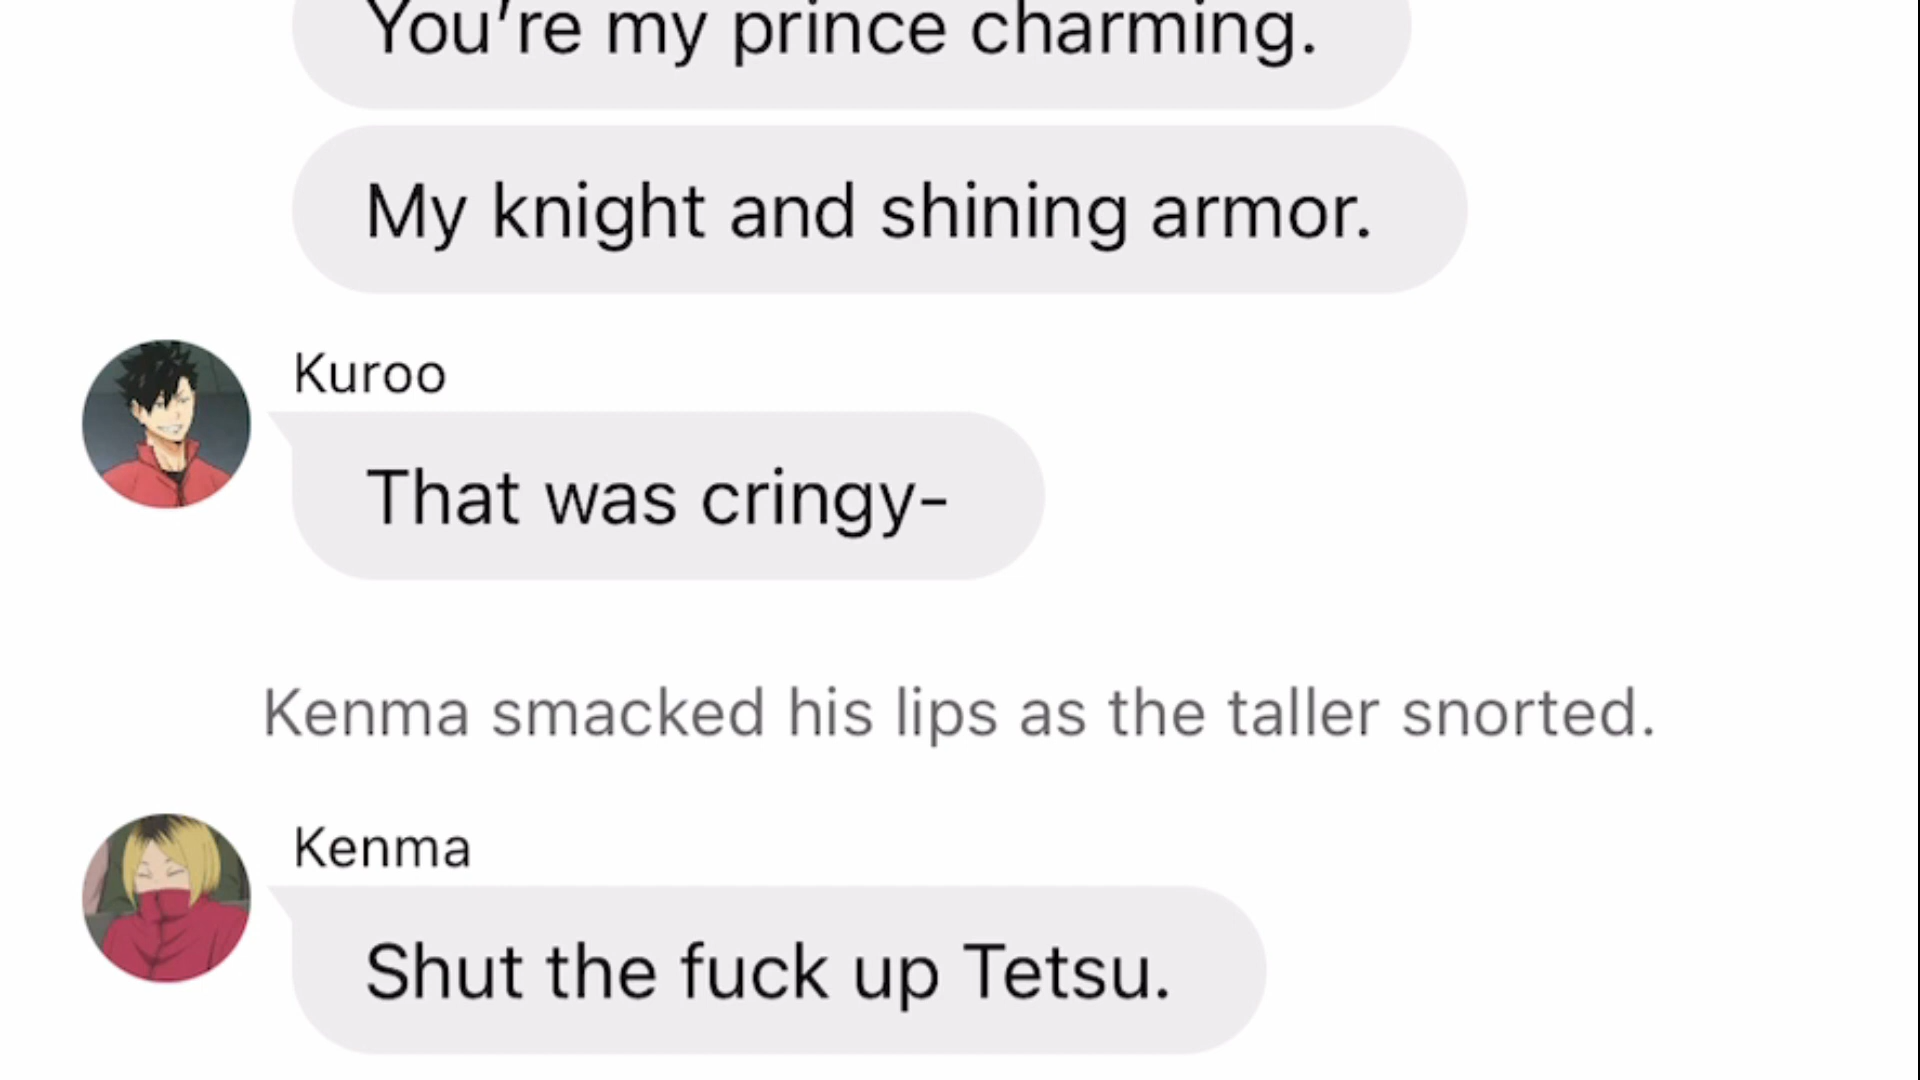 You’re my prince charming.
My knight and shining armor.
Kuroo
That was cringy-
Kenma smacked his lips as the taller snorted.
Kenma
Shut the fuck up Tetsu.